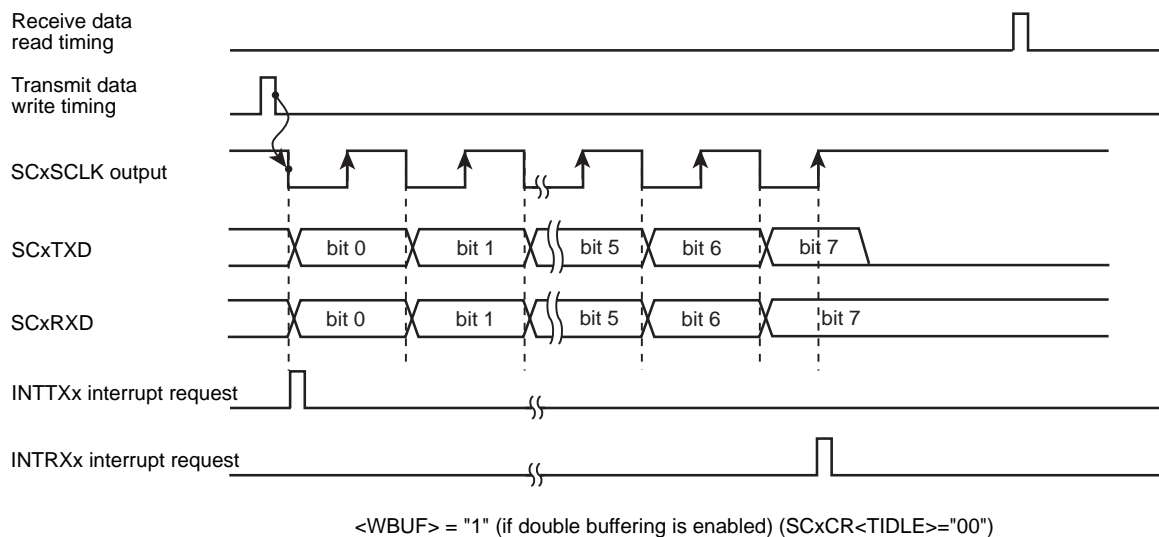 Receive data
read timing
Transmit data
write timing
SCxSCLK output
SCxTXD
bit 0 bit 1 bit 5 bit 6 bit 7
SCxRXD
bit 0 bit 1 bit 5 bit 6 bit 7
INTTXx interrupt request
INTRXx interrupt request
<WBUF> = "1" (if double buffering is enabled) (SCxCR<TIDLE>="00")